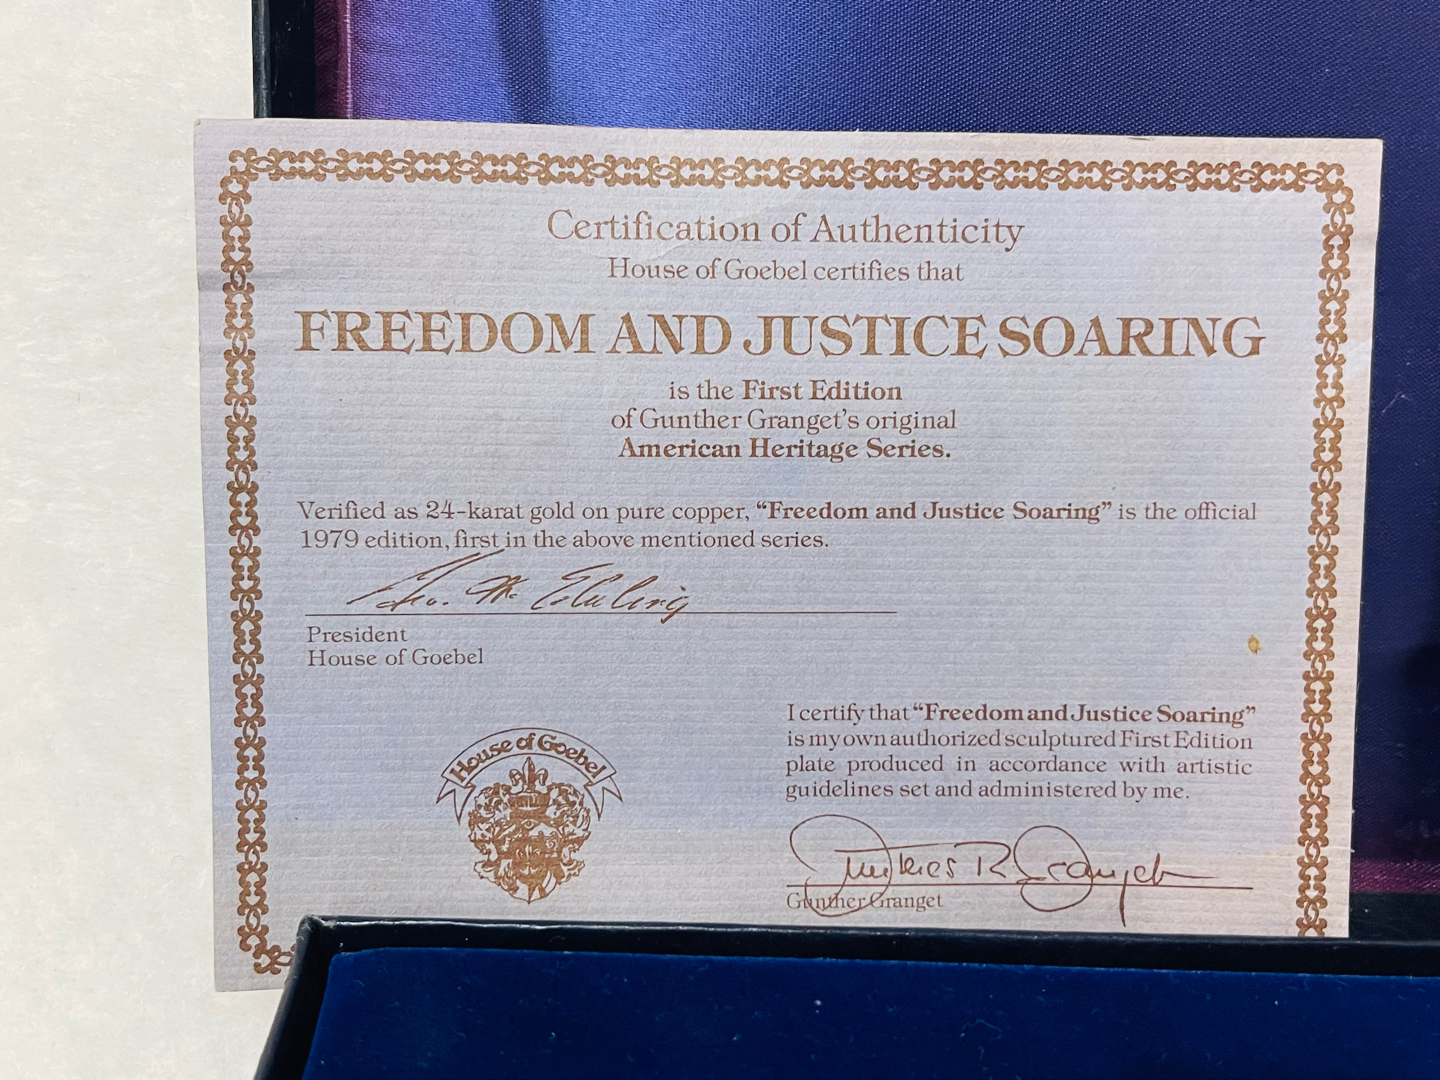 Certification of Authenticity
House of Goebel certifies that
FREEDOM AND JUSTICE SOARING
is the First Edition
of Gunther Granget's original
American Heritage Series.
Verified as 24-karat gold on pure copper, “Freedom and Justice Soaring” is the official
1979 edition, first in the above mentioned series.
President
House of Goebel
House of Goebel
I certify that “Freedom and Justice Soaring”
is my own authorized sculptured First Edition
plate produced in accordance with artistic
guidelines set and administered by me.
Gunther Granget